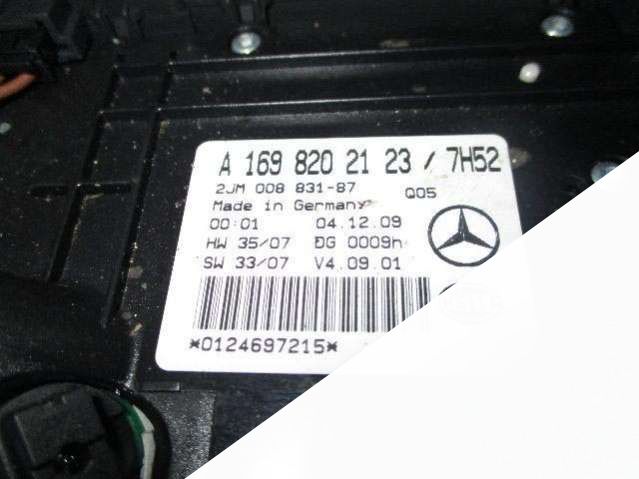 A 169 820 21 23 / 7H52
2JM 008 831-87 Q05
Made in Germany
00:01 04.12.09
HW 35/07 DG 0009h
SW 33/07 V4.09.01
*0124697215*